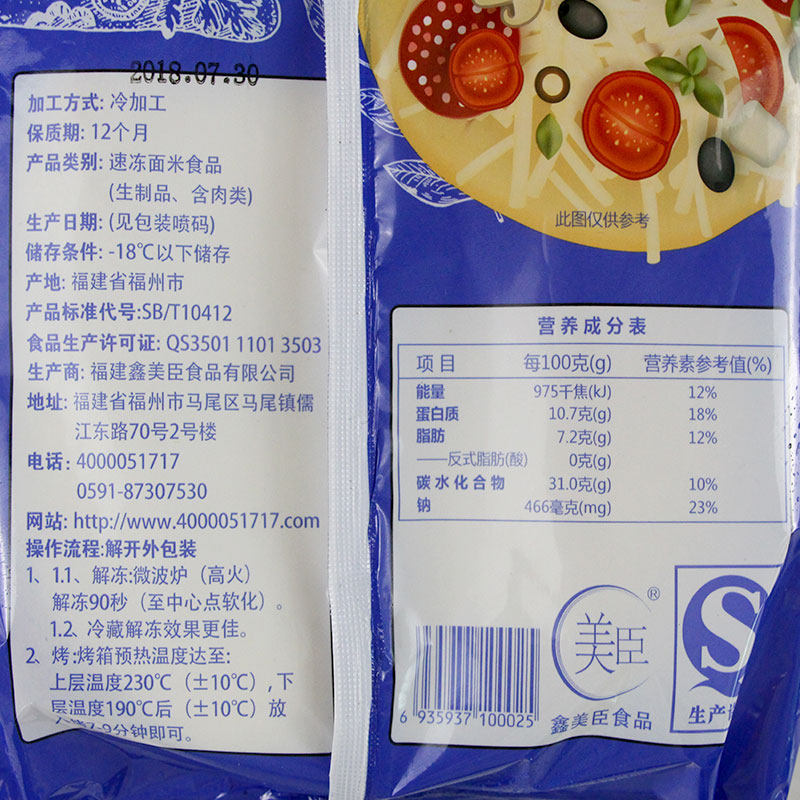 2018.07.30
加工方式: 冷加工
保质期: 12个月
产品类别: 速冻面米食品
(生制品、含肉类)
生产日期: (见包装喷码)
储存条件: -18℃以下储存
产地: 福建省福州市
产品标准代号:SB/T10412
食品生产许可证: QS3501 1101 3503
生产商: 福建鑫美臣食品有限公司
地址: 福建省福州市马尾区马尾镇儒
江东路70号2号楼
电话: 4000051717
0591-87307530
网站: http://www.4000051717.com
操作流程:解开外包装
1、1.1、解冻:微波炉（高火）
解冻90秒（至中心点软化）。
1.2、冷藏解冻效果更佳。
2、烤:烤箱预热温度达至:
上层温度230℃（±10℃）,下
层温度190℃后（±10℃）放
7-9分钟即可。
此图仅供参考
营养成分表
项目 每100克(g) 营养素参考值(%)
能量 975千焦(kJ) 12%
蛋白质 10.7克(g) 18%
脂肪 7.2克(g) 12%
——反式脂肪(酸) 0克(g)
碳水化合物 31.0克(g) 10%
钠 466毫克(mg) 23%
6 935937 100025
美臣®
鑫美臣食品
S
生产